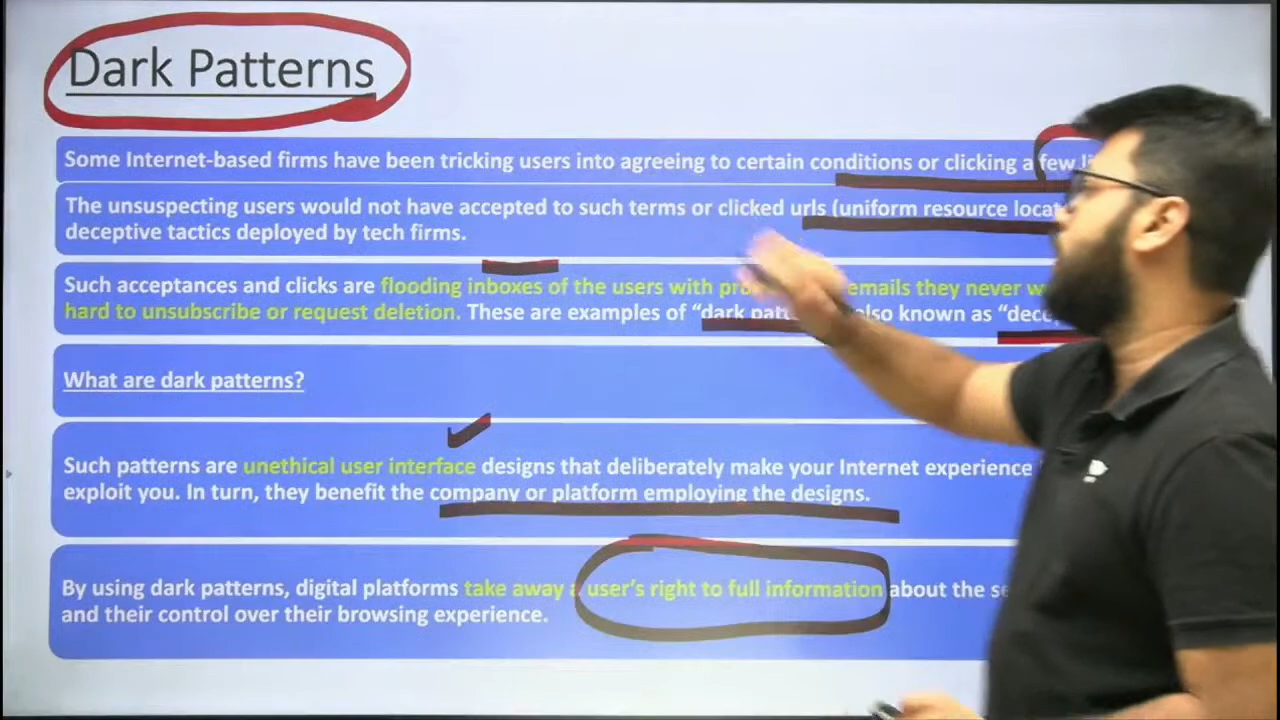 Dark Patterns
Some Internet-based firms have been tricking users into agreeing to certain conditions or clicking a few
The unsuspecting users would not have accepted to such terms or clicked urls (uniform resource
deceptive tactics deployed by tech firms.
Such acceptances and clicks are flooding inboxes of the users with emails they never
hard to unsubscribe or request deletion. These are examples of “dark also known as
What are dark patterns?
Such patterns are unethical user interface designs that deliberately make your Internet experience
exploit you. In turn, they benefit the company or platform employing the designs.
By using dark patterns, digital platforms take away a user’s right to full information about the
and their control over their browsing experience.